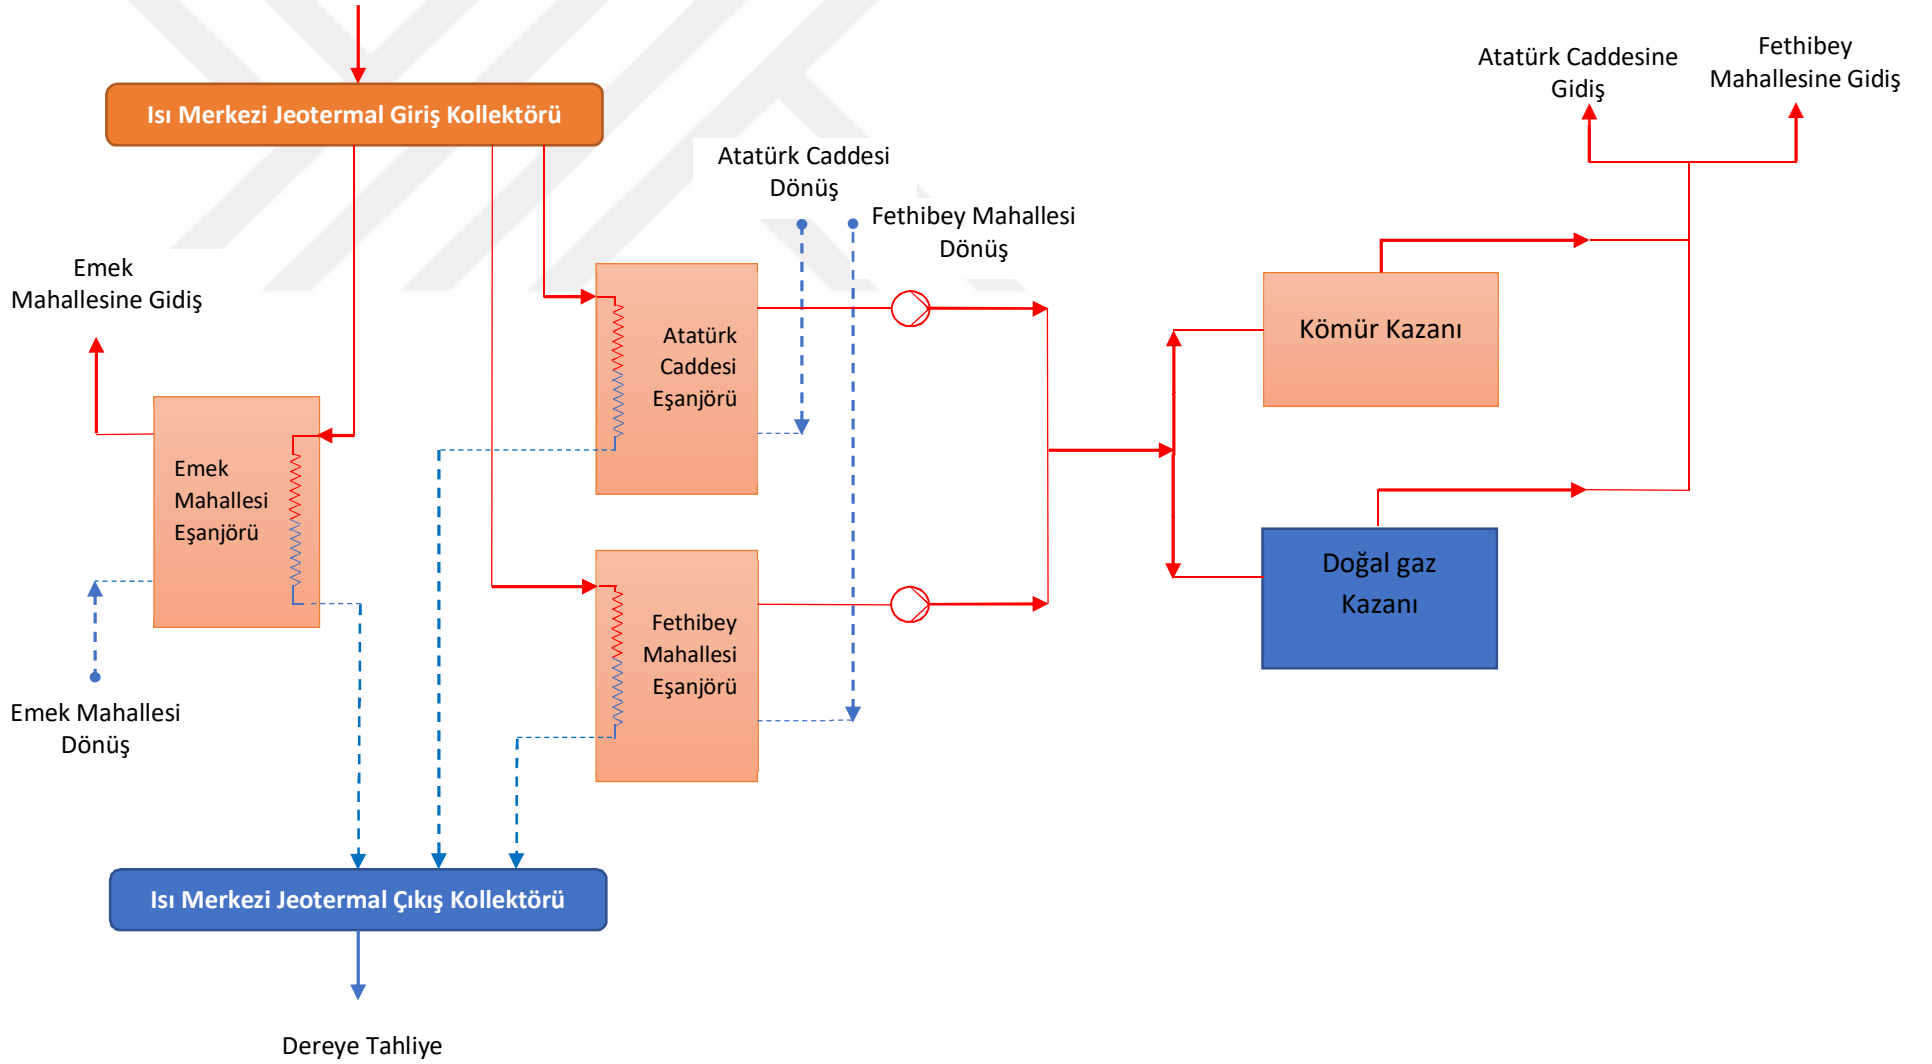 Atatürk Caddesine
Gidiş
Fethibey
Mahallesine Gidiş
Isı Merkezi Jeotermal Giriş Kollektörü
Atatürk Caddesi
Dönüş
Fethibey Mahallesi
Dönüş
Emek
Mahallesine Gidiş
Atatürk
Caddesi
Eşanjörü
Kömür Kazanı
Emek
Mahallesi
Eşanjörü
Doğal gaz
Kazanı
Fethibey
Mahallesi
Eşanjörü
Emek Mahallesi
Dönüş
Isı Merkezi Jeotermal Çıkış Kollektörü
Dereye Tahliye